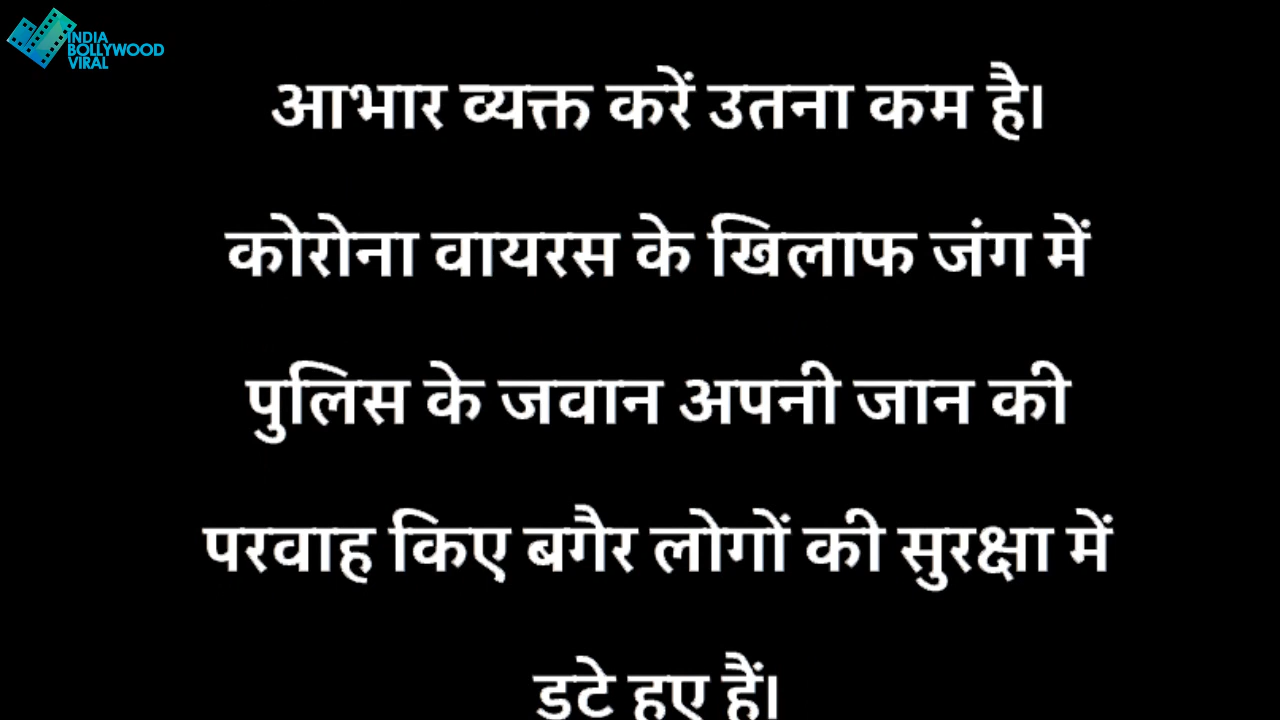 INDIA
BOLLYWOOD
VIRAL
आभार व्यक्त करें उतना कम है।
कोरोना वायरस के खिलाफ जंग में
पुलिस के जवान अपनी जान की
परवाह किए बगैर लोगों की सुरक्षा में
डटे हुए हैं।